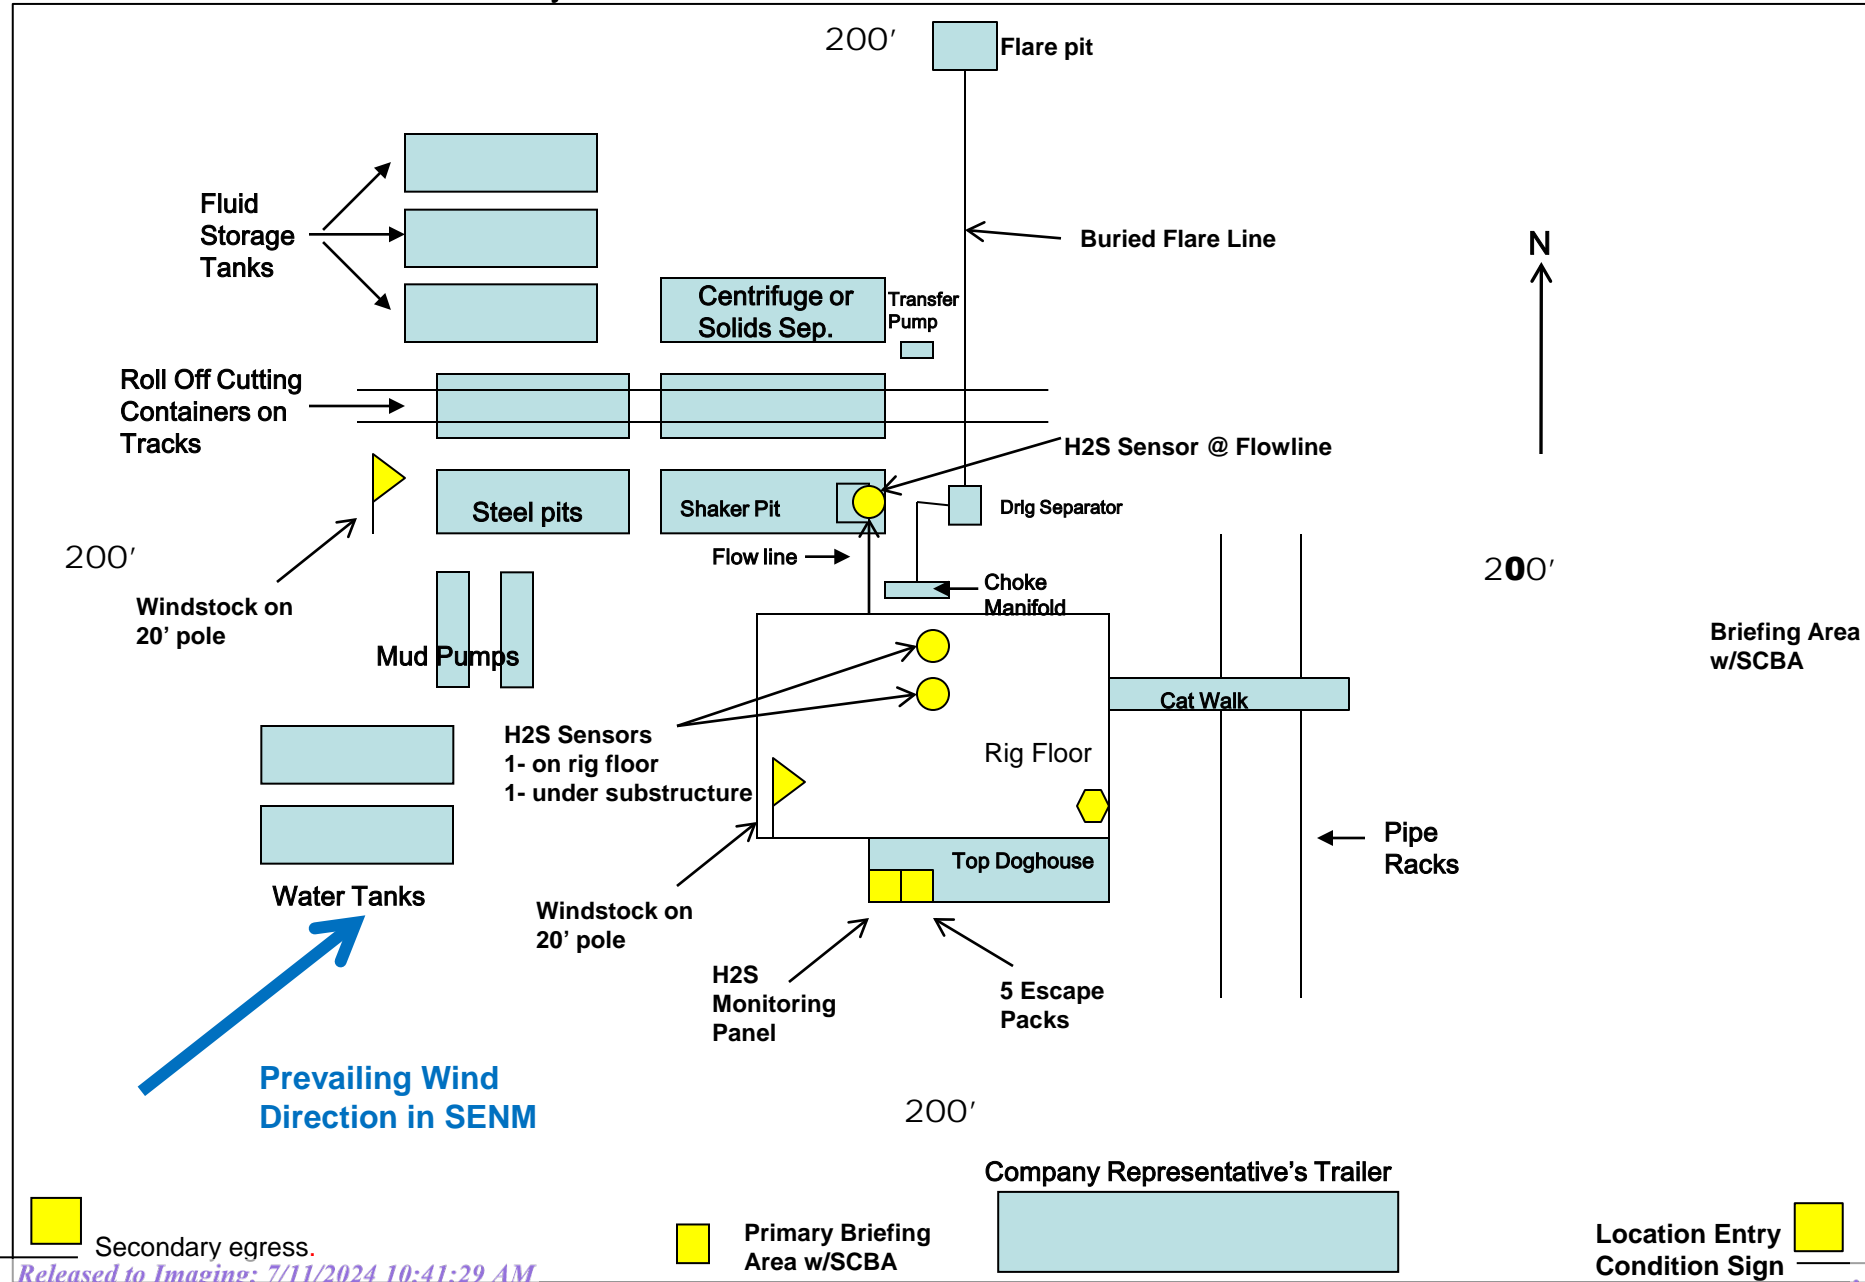 200'
Flare pit
Fluid
Storage
Tanks
Buried Flare Line
N
Centrifuge or
Solids Sep.
Transfer
Pump
Roll Off Cutting
Containers on
Tracks
H2S Sensor @ Flowline
Steel pits
Shaker Pit
Drlg Separator
200'
Flow line
200'
Windstock on
20' pole
Choke
Manifold
Briefing Area
w/SCBA
Mud Pumps
Cat Walk
H2S Sensors
1- on rig floor
1- under substructure
Rig Floor
Pipe
Racks
Top Doghouse
Water Tanks
Windstock on
20' pole
H2S
Monitoring
Panel
5 Escape
Packs
Prevailing Wind
Direction in SENM
200'
Company Representative's Trailer
Secondary egress.
Primary Briefing
Area w/SCBA
Location Entry
Condition Sign
Released to Imaging: 7/11/2024 10:41:29 AM